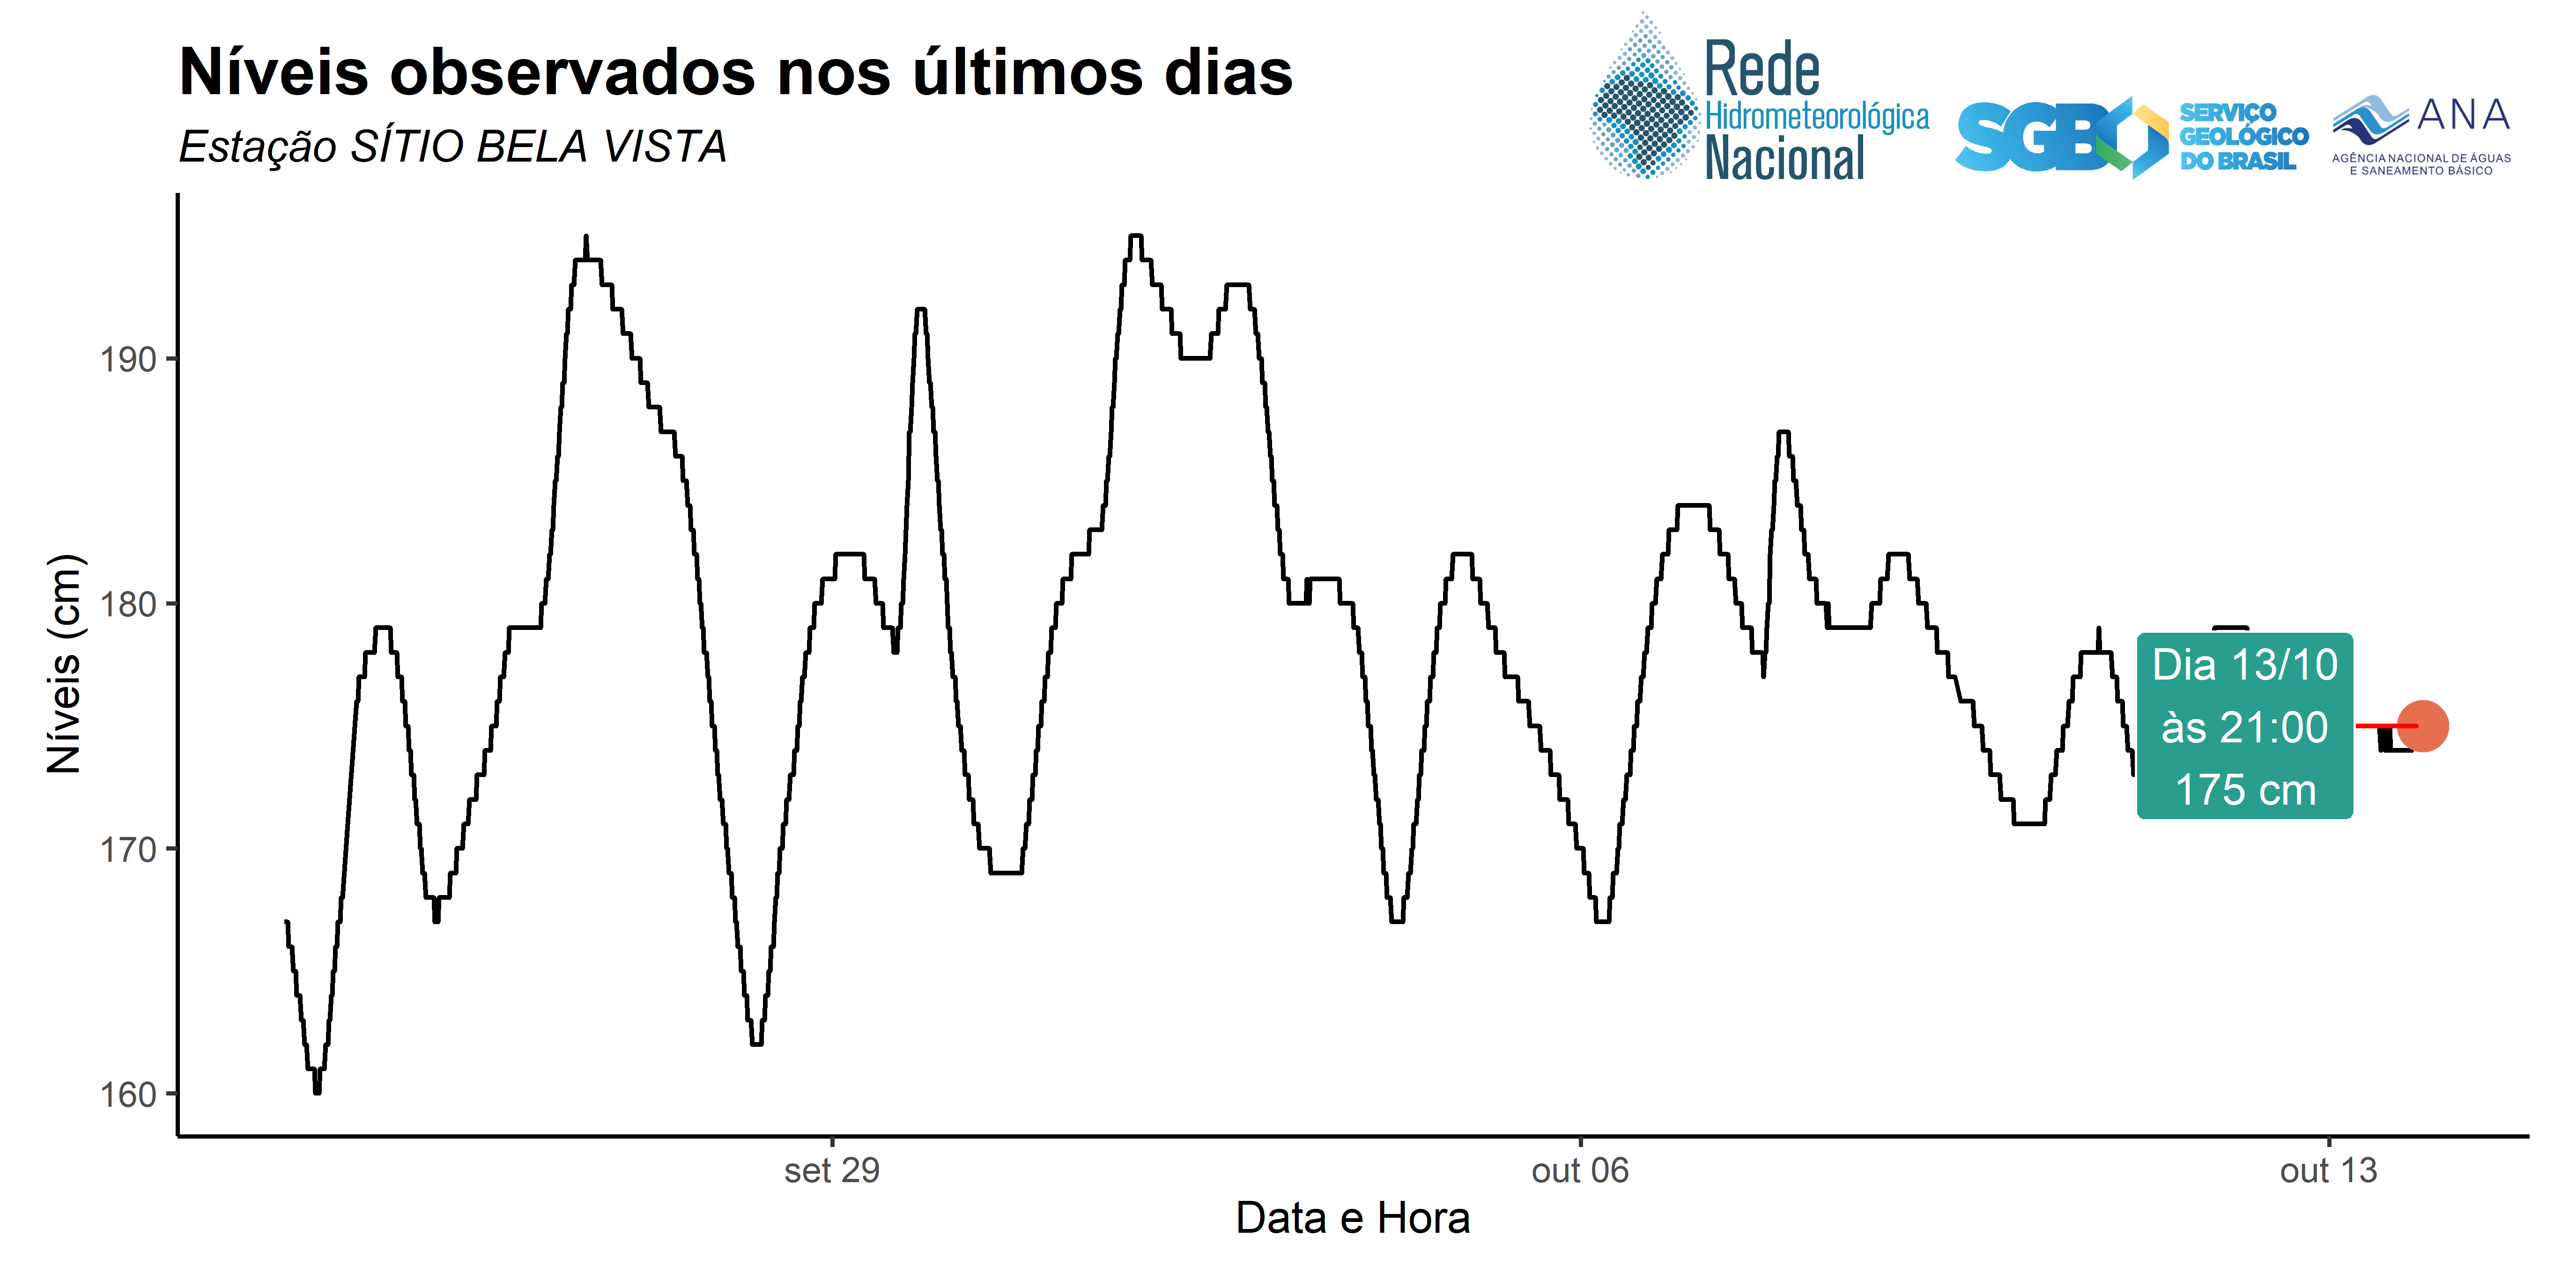 Níveis observados nos últimos dias
Estação SÍTIO BELA VISTA
Rede
Hidrometeorológica
Nacional
SGB
SERVIÇO
GEOLÓGICO
DO BRASIL
ANA
AGÊNCIA NACIONAL DE ÁGUAS
E SANEAMENTO BÁSICO
Níveis (cm)
190
180
170
160
Dia 13/10
às 21:00
175 cm
set 29
out 06
out 13
Data e Hora